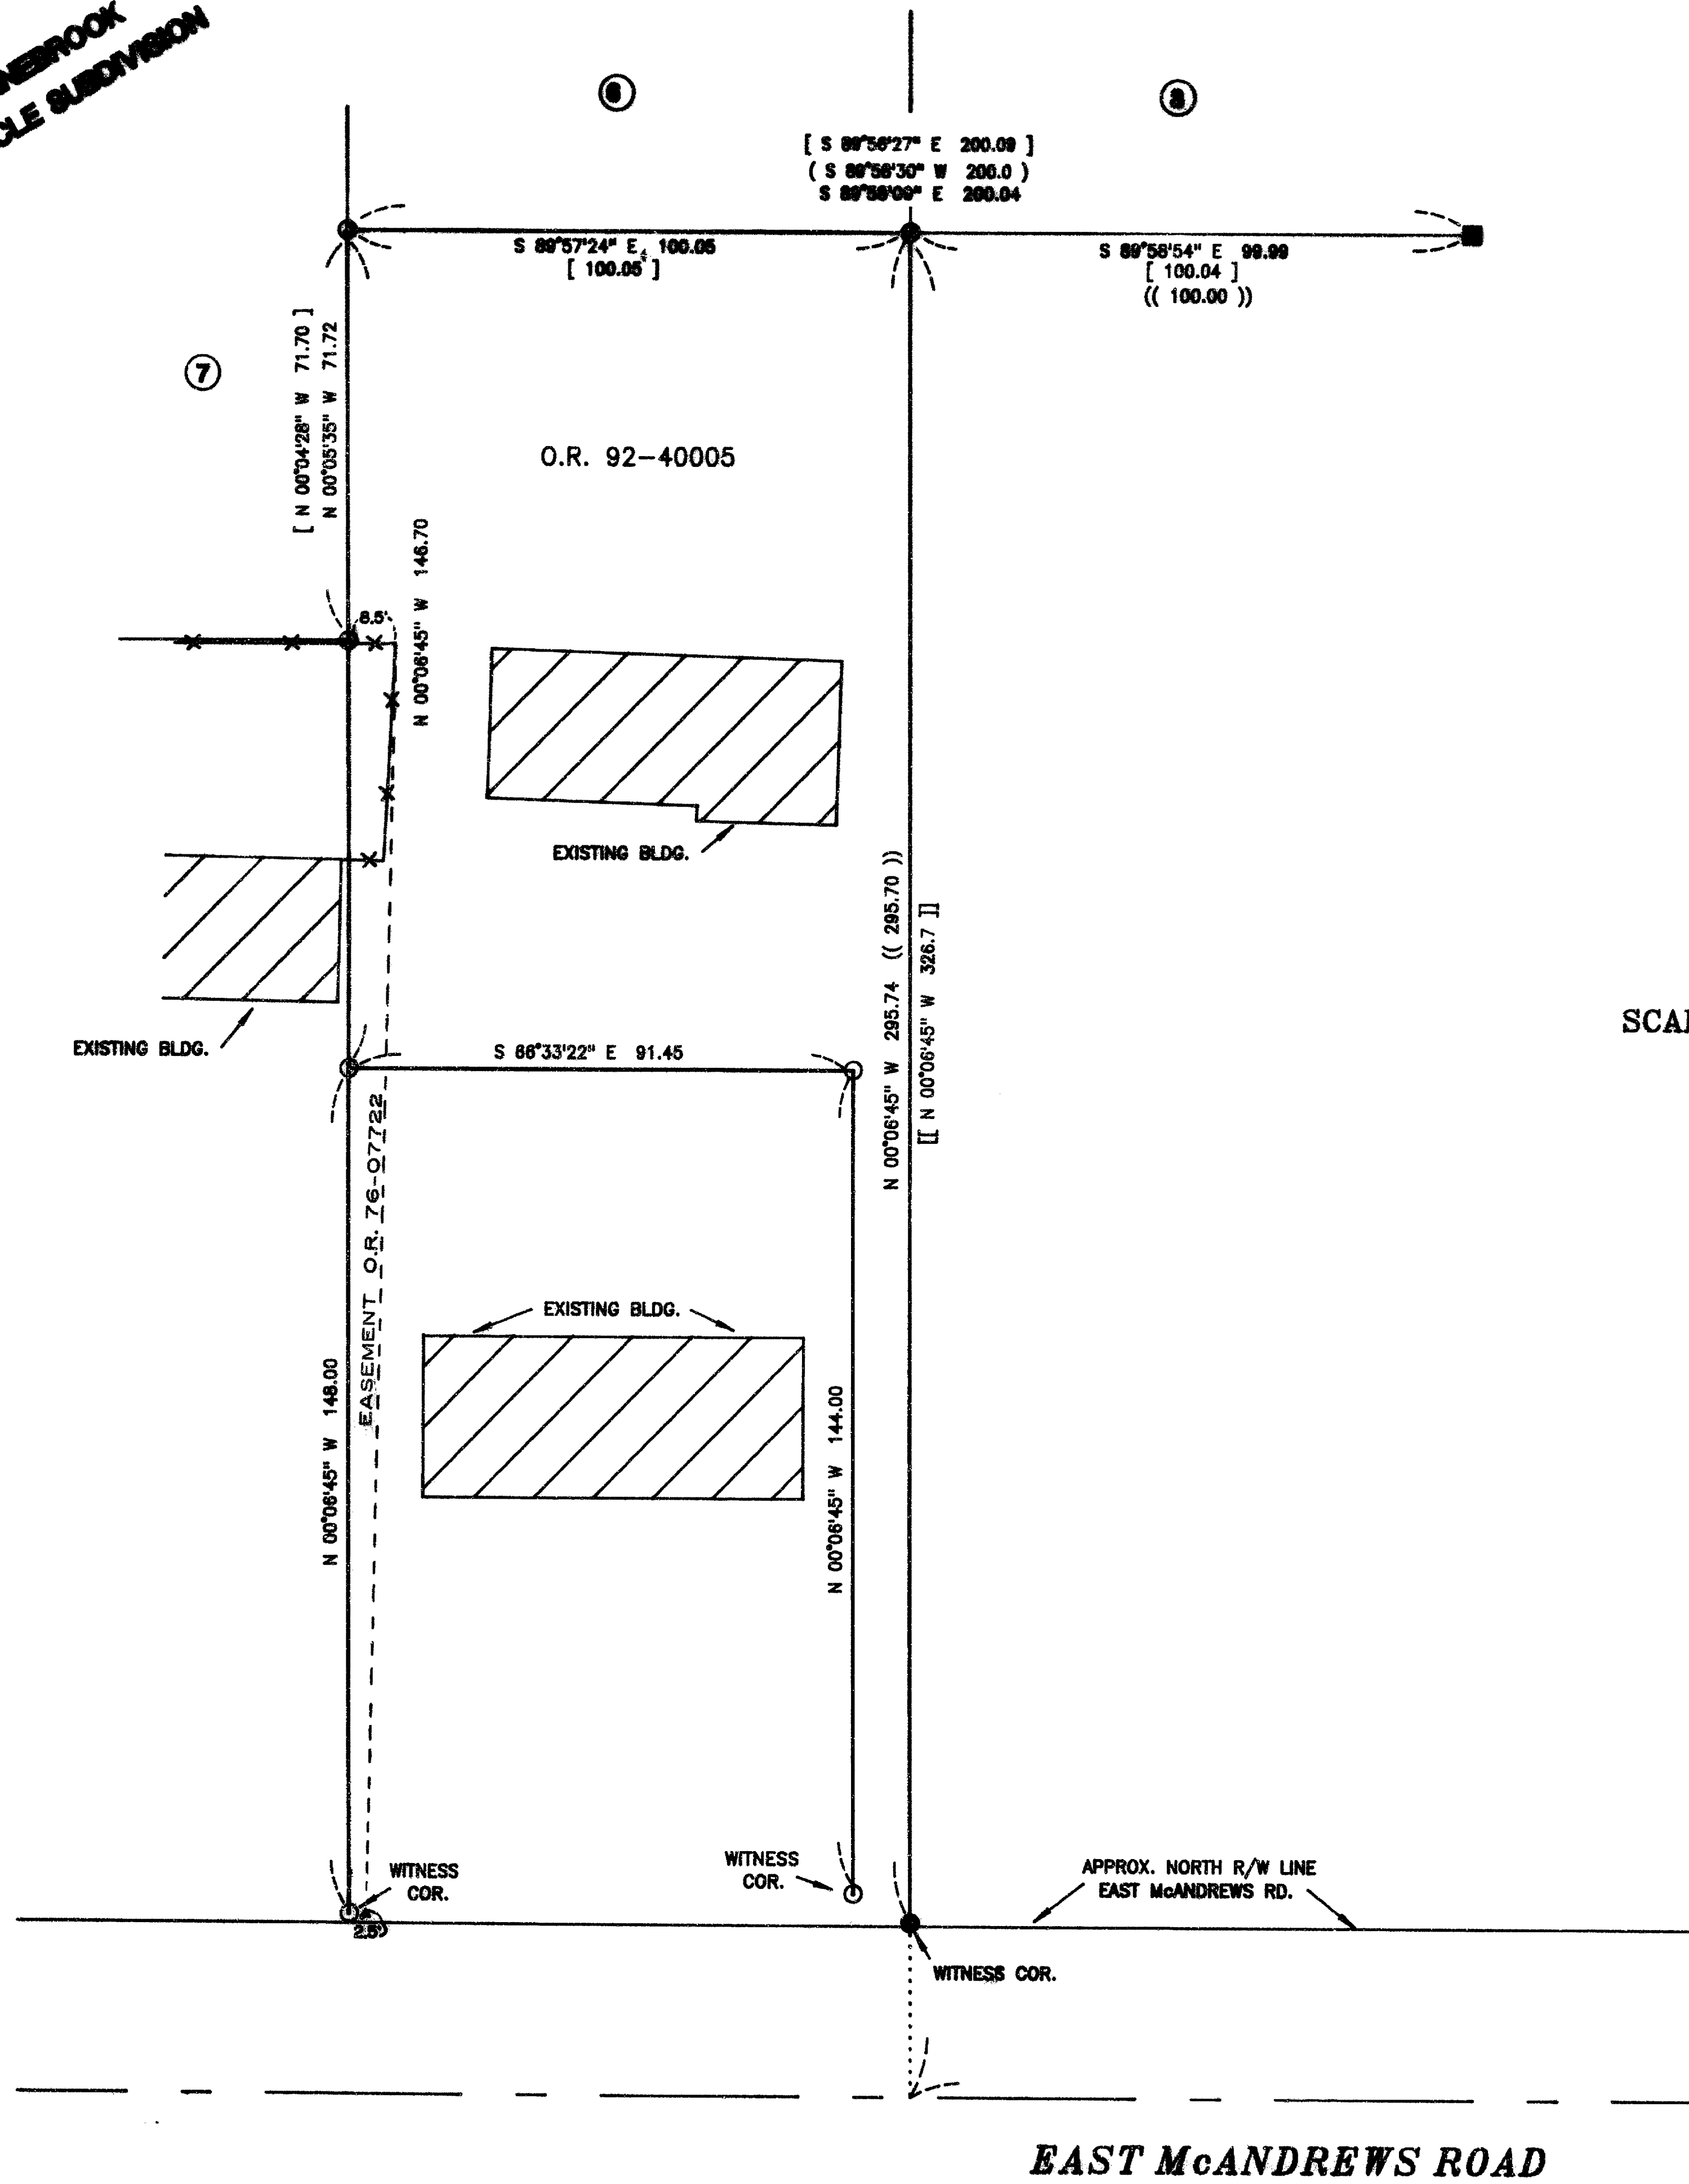 SUBDIVISION
6
3
[ S 89°56'27" E 200.09 ]
( S 89°56'30" W 200.0 )
S 89°58'09" E 200.04
S 89°57'24" E 100.05
[ 100.05 ]
S 89°58'54" E 99.99
[ 100.04 ]
(( 100.00 ))
[ N 00°04'28" W 71.70 ]
N 00°05'35" W 71.72
7
O.R. 92-40005
N 00°06'45" W 146.70
8.5'
EXISTING BLDG.
N 00°06'45" W 295.74 (( 295.70 ))
[[ N 00°06'45" W 326.7 ]]
EXISTING BLDG.
S 86°33'22" E 91.45
EASEMENT O.R. 76-07722
EXISTING BLDG.
N 00°06'45" W 148.00
N 00°06'45" W 144.00
WITNESS
COR.
WITNESS
COR.
APPROX. NORTH R/W LINE
EAST McANDREWS RD.
2.5'
WITNESS COR.
EAST McANDREWS ROAD